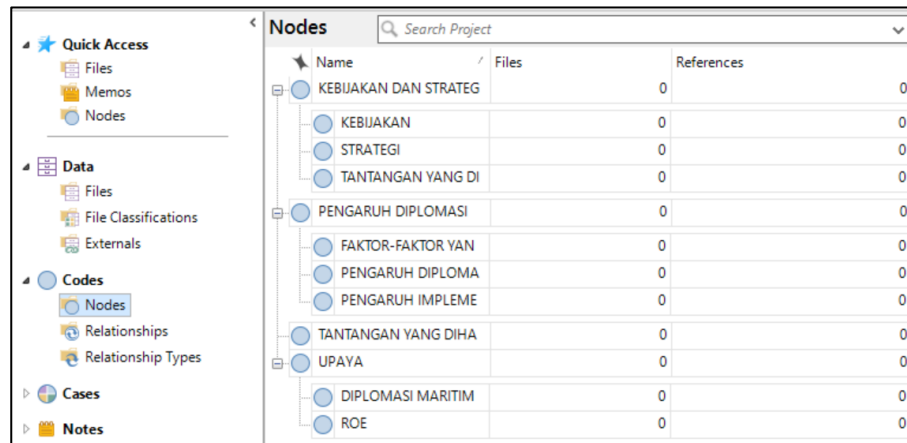 Quick Access
Files
Memos
Nodes
Data
Files
File Classifications
Externals
Codes
Nodes
Relationships
Relationship Types
Cases
Notes
Nodes
Search Project
Name Files References
KEBIJAKAN DAN STRATEG 0 0
KEBIJAKAN 0 0
STRATEGI 0 0
TANTANGAN YANG DI 0 0
PENGARUH DIPLOMASI 0 0
FAKTOR-FAKTOR YAN 0 0
PENGARUH DIPLOMA 0 0
PENGARUH IMPLEME 0 0
TANTANGAN YANG DIHA 0 0
UPAYA 0 0
DIPLOMASI MARITIM 0 0
ROE 0 0